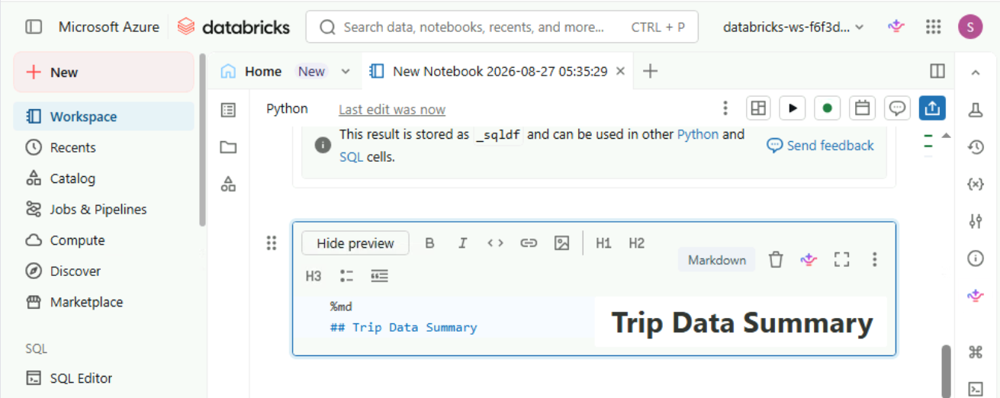 Microsoft Azure databricks Search data, notebooks, recents, and more... CTRL + P databricks-ws-f6f3d... S
New
Home New New Notebook 2026-08-27 05:35:29
Workspace
Python Last edit was now
Recents
This result is stored as _sqldf and can be used in other Python and
SQL cells.
Send feedback
Catalog
Jobs & Pipelines
Compute
Discover
Marketplace
SQL
SQL Editor
Hide preview B I <> H1 H2
Markdown
H3
%md
## Trip Data Summary
Trip Data Summary